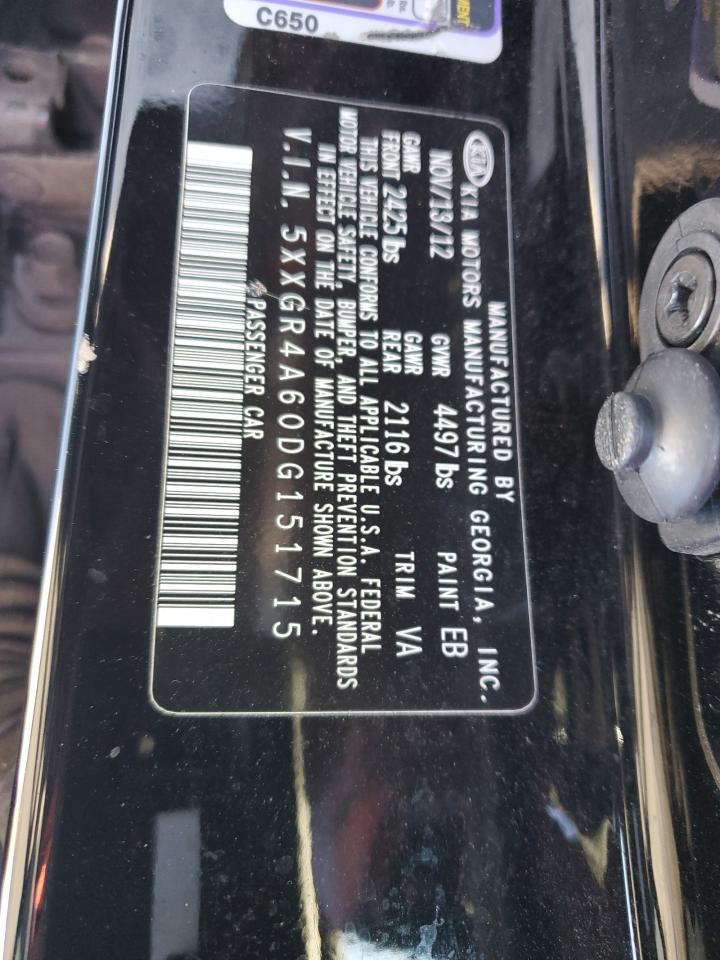 C650
MANUFACTURED BY
KIA KIA MOTORS MANUFACTURING GEORGIA, INC.
NOV/13/12 GVWR 4497 lbs PAINT EB
GAWR FRONT 2425 lbs GAWR REAR 2116 lbs TRIM VA
THIS VEHICLE CONFORMS TO ALL APPLICABLE U.S.A. FEDERAL
MOTOR VEHICLE SAFETY, BUMPER, AND THEFT PREVENTION STANDARDS
IN EFFECT ON THE DATE OF MANUFACTURE SHOWN ABOVE.
V.I.N. 5XXGR4A60DG151715
PASSENGER CAR